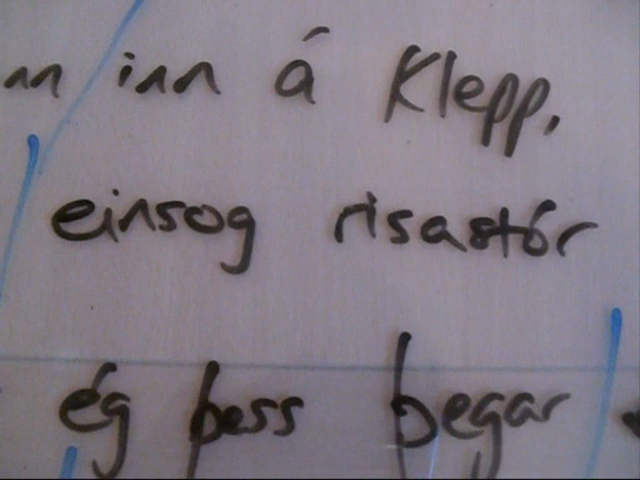 inn á Klepp,
einsog risastór
ég þess þegar